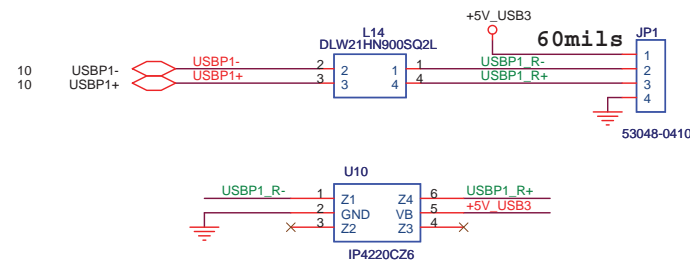 +5V_USB3
L14
DLW21HN900SQ2L
60mils
JP1
10 USBP1- USBP1- 2 2 1 1 USBP1_R- 1
10 USBP1+ USBP1+ 3 3 4 4 USBP1_R+ 2
3
4
53048-0410
U10
USBP1_R- 1 Z1 Z4 6 USBP1_R+
2 GND VB 5 +5V_USB3
3 Z2 Z3 4
IP4220CZ6